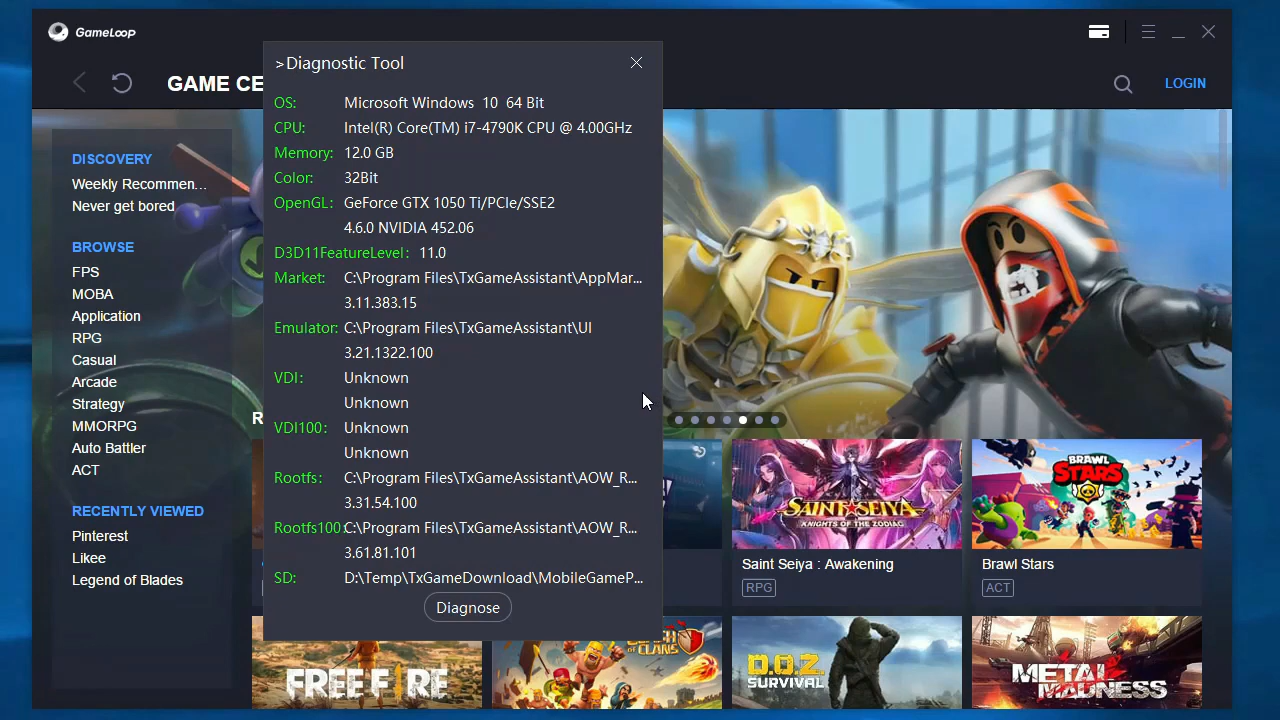 GameLoop
GAME CE
LOGIN
>Diagnostic Tool
OS: Microsoft Windows 10 64 Bit
CPU: Intel(R) Core(TM) i7-4790K CPU @ 4.00GHz
Memory: 12.0 GB
Color: 32Bit
OpenGL: GeForce GTX 1050 Ti/PCIe/SSE2
4.6.0 NVIDIA 452.06
D3D11FeatureLevel: 11.0
Market: C:\Program Files\TxGameAssistant\AppMar...
3.11.383.15
Emulator: C:\Program Files\TxGameAssistant\UI
3.21.1322.100
VDI: Unknown
Unknown
VDI100: Unknown
Unknown
Rootfs: C:\Program Files\TxGameAssistant\AOW_R...
3.31.54.100
Rootfs100: C:\Program Files\TxGameAssistant\AOW_R...
3.61.81.101
SD: D:\Temp\TxGameDownload\MobileGameP...
Diagnose
DISCOVERY
Weekly Recommen...
Never get bored
BROWSE
FPS
MOBA
Application
RPG
Casual
Arcade
Strategy
MMORPG
Auto Battler
ACT
RECENTLY VIEWED
Pinterest
Likee
Legend of Blades
R
SAINT SEIYA
KNIGHTS OF THE ZODIAC
Saint Seiya : Awakening
RPG
BRAWL
STARS
Brawl Stars
ACT
FREE FIRE
CLASH
OF CLANS
D.O.Z
SURVIVAL
METAL
MADNESS